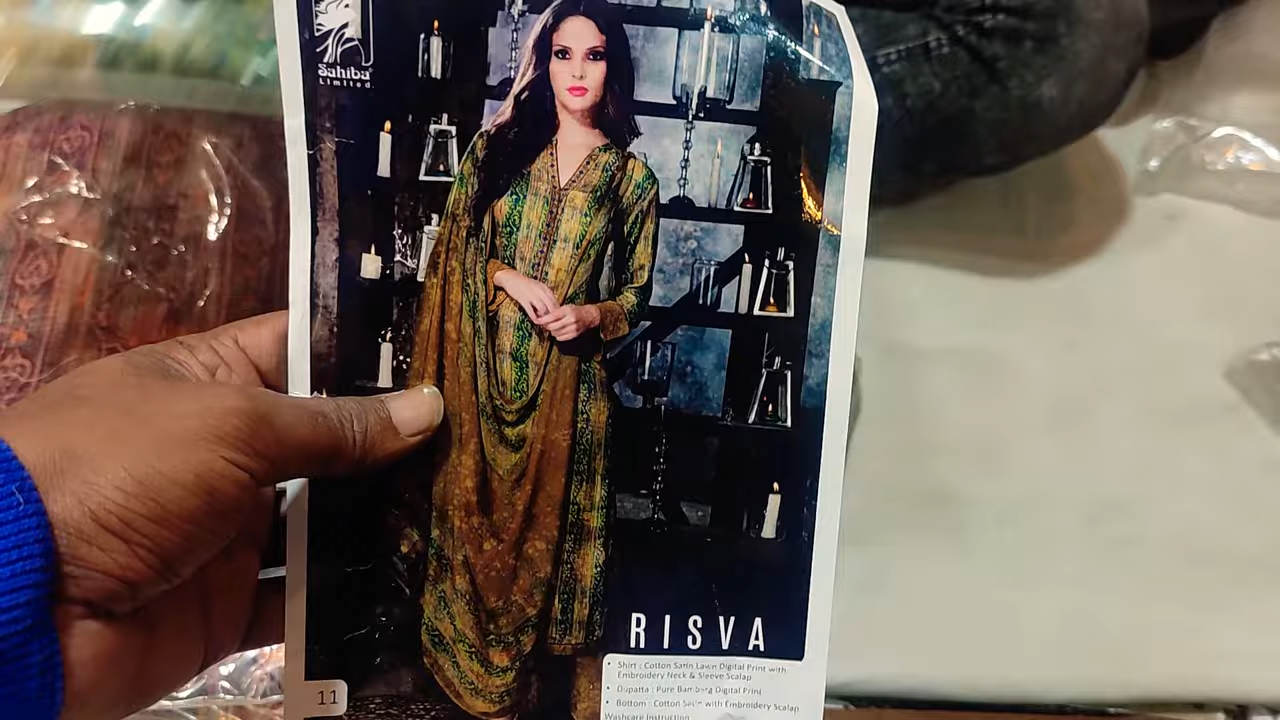 Sahiba
Limited.
RISVA
• Shirt : Cotton Satin Lawn Digital Print with
Embroidery Neck & Sleeve Scalap
• Dupatta : Pure Bamberg Digital Print
• Bottom : Cotton Satin with Embroidery Scalap
Washcare Instruction
11